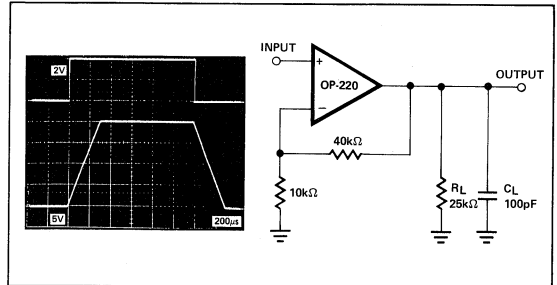 2V
5V
200µs
INPUT
+
OP-220
−
OUTPUT
40kΩ
10kΩ
RL
25kΩ
CL
100pF